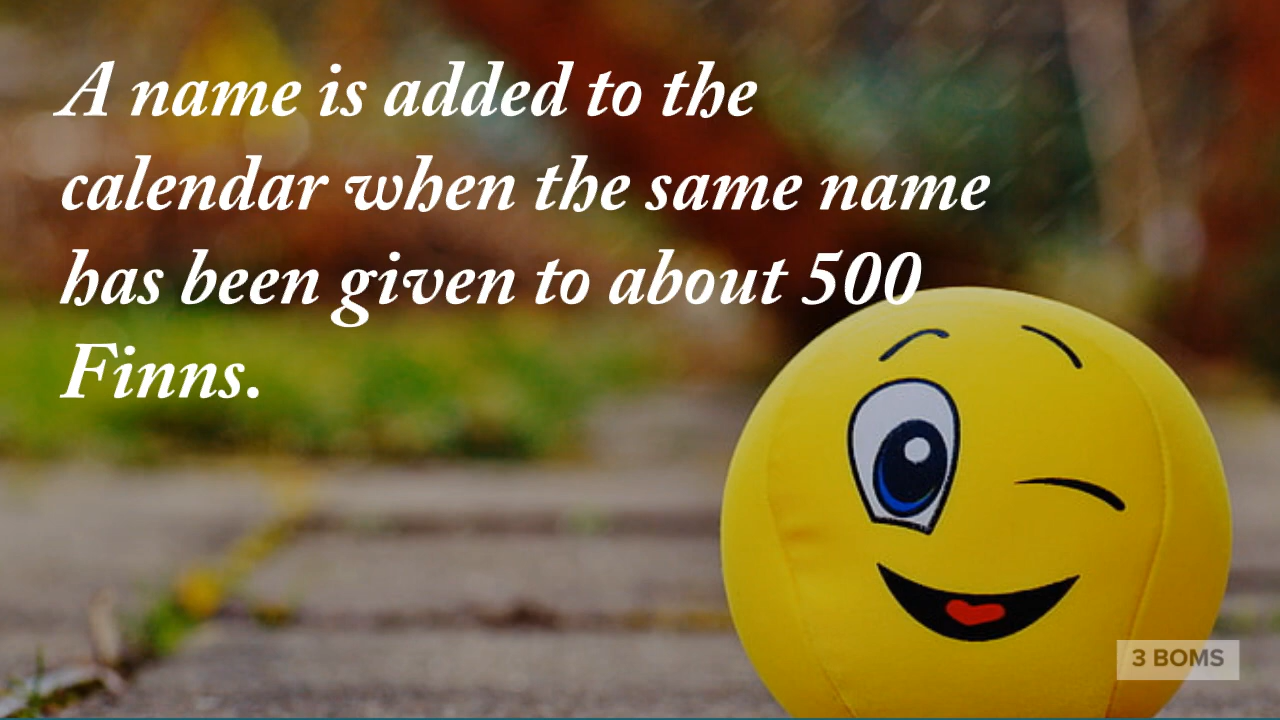 A name is added to the
calendar when the same name
has been given to about 500
Finns.
3 BOMS